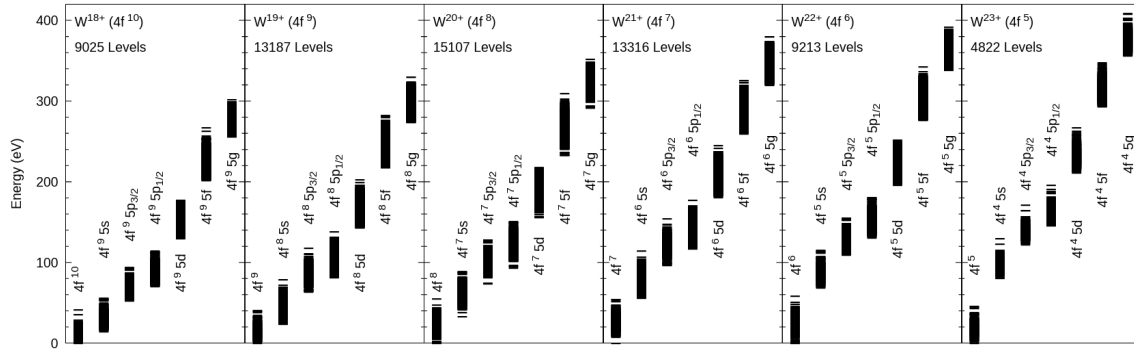 Energy (eV)
400
300
200
100
0
W18+ (4f 10)
9025 Levels
4f 10
4f 9 5s
4f 9 5p3/2
4f 9 5p1/2
4f 9 5d
4f 9 5f
4f 9 5g
W19+ (4f 9)
13187 Levels
4f 9
4f 8 5s
4f 8 5p3/2
4f 8 5p1/2
4f 8 5d
4f 8 5f
4f 8 5g
W20+ (4f 8)
15107 Levels
4f 8
4f 7 5s
4f 7 5p3/2
4f 7 5p1/2
4f 7 5d
4f 7 5f
4f 7 5g
W21+ (4f 7)
13316 Levels
4f 7
4f 6 5s
4f 6 5p3/2
4f 6 5p1/2
4f 6 5d
4f 6 5f
4f 6 5g
W22+ (4f 6)
9213 Levels
4f 6
4f 5 5s
4f 5 5p3/2
4f 5 5p1/2
4f 5 5d
4f 5 5f
4f 5 5g
W23+ (4f 5)
4822 Levels
4f 5
4f 4 5s
4f 4 5p3/2
4f 4 5p1/2
4f 4 5d
4f 4 5f
4f 4 5g